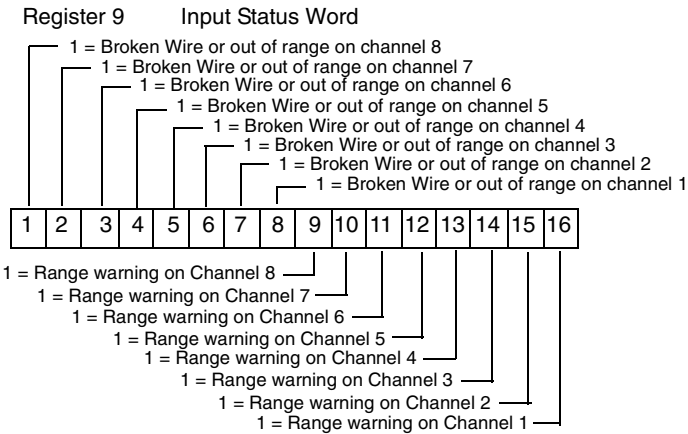 Register 9 Input Status Word
1 = Broken Wire or out of range on channel 8
1 = Broken Wire or out of range on channel 7
1 = Broken Wire or out of range on channel 6
1 = Broken Wire or out of range on channel 5
1 = Broken Wire or out of range on channel 4
1 = Broken Wire or out of range on channel 3
1 = Broken Wire or out of range on channel 2
1 = Broken Wire or out of range on channel 1
1 2 3 4 5 6 7 8 9 10 11 12 13 14 15 16
1 = Range warning on Channel 8
1 = Range warning on Channel 7
1 = Range warning on Channel 6
1 = Range warning on Channel 5
1 = Range warning on Channel 4
1 = Range warning on Channel 3
1 = Range warning on Channel 2
1 = Range warning on Channel 1